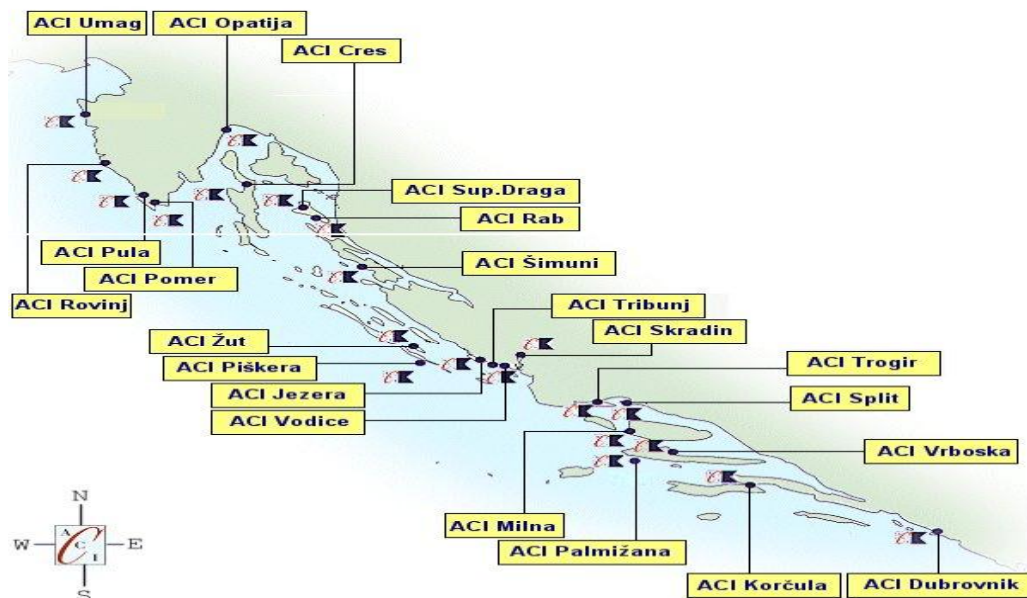 ACI Umag
ACI Opatija
ACI Cres
ACI Sup.Draga
ACI Rab
ACI Pula
ACI Šimuni
ACI Pomer
ACI Rovinj
ACI Tribunj
ACI Skradin
ACI Žut
ACI Piškera
ACI Trogir
ACI Jezera
ACI Split
ACI Vodice
ACI Vrboska
ACI Milna
ACI Palmižana
ACI Korčula
ACI Dubrovnik
N
W
A
C
I
E
S